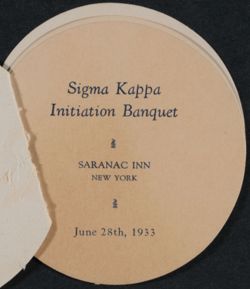 Sigma Kappa
Initiation Banquet
SARANAC INN
NEW YORK
June 28th, 1933